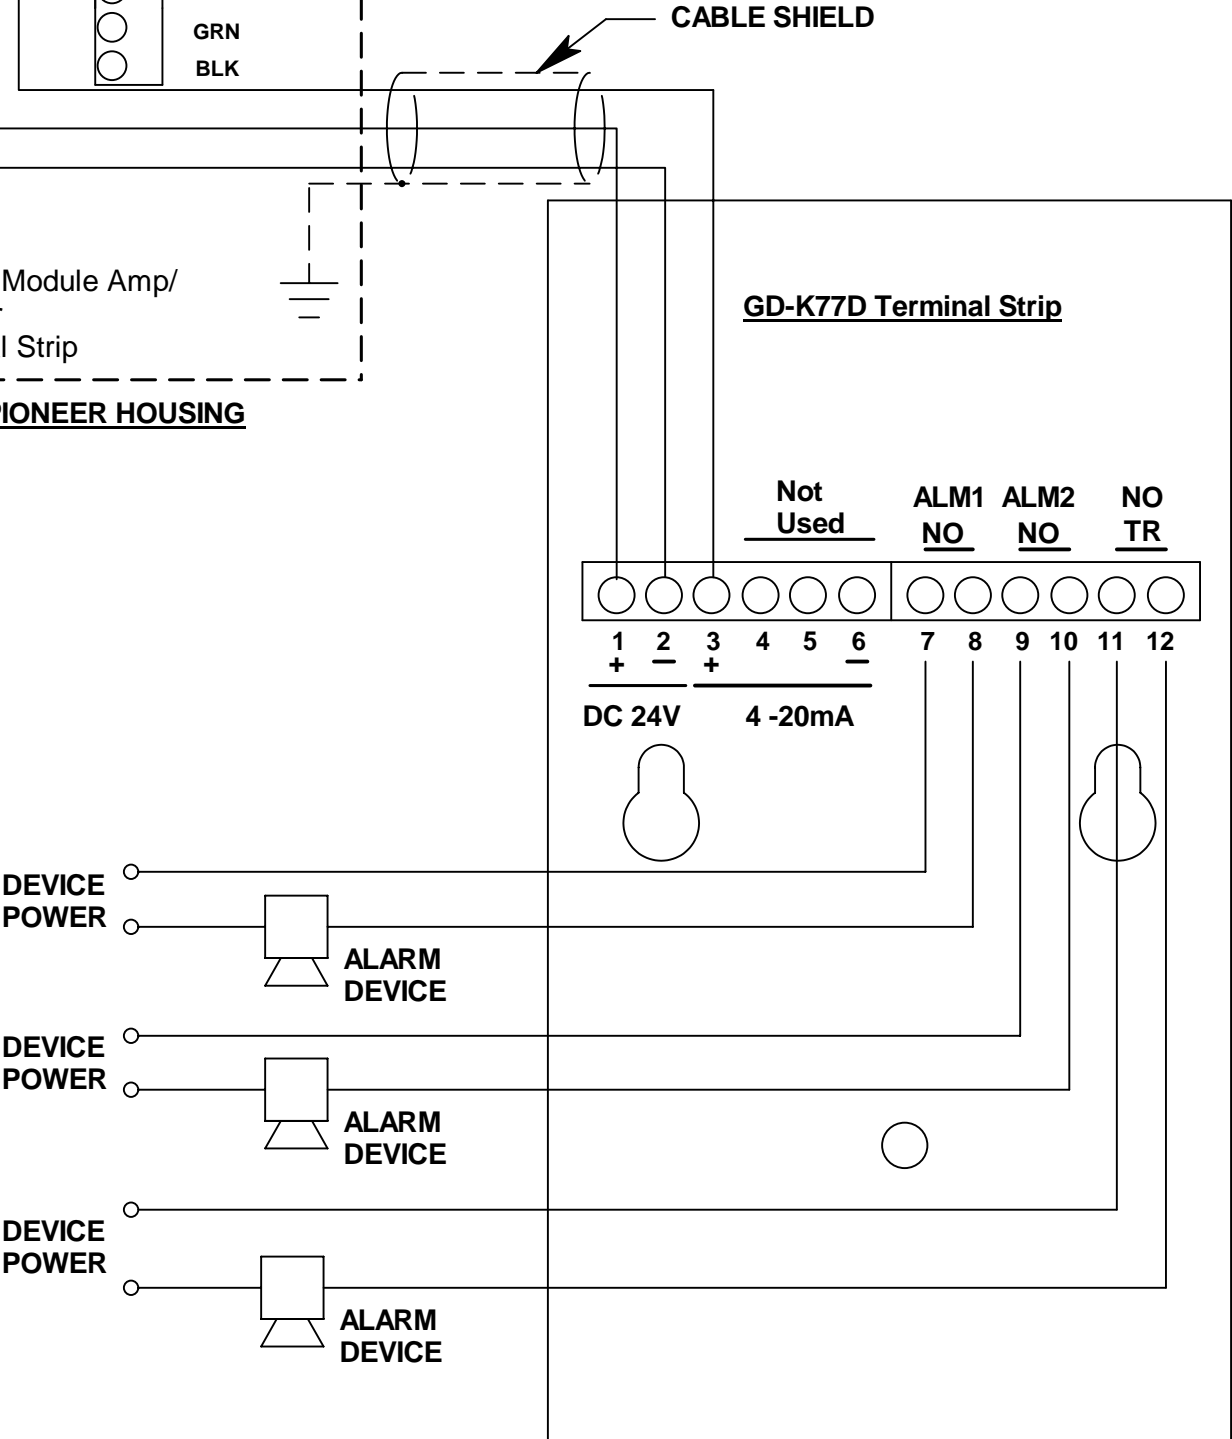 CABLE SHIELD
GRN
BLK
Module Amp/
l Strip
PIONEER HOUSING
GD-K77D Terminal Strip
Not
Used
ALM1
NO
ALM2
NO
NO
TR
1 2 3 4 5 6 7 8 9 10 11 12
+ – + –
DC 24V
4 -20mA
DEVICE
POWER
ALARM
DEVICE
DEVICE
POWER
ALARM
DEVICE
DEVICE
POWER
ALARM
DEVICE